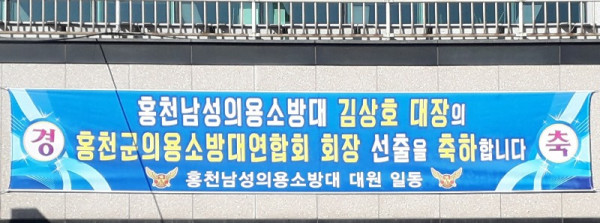 홍천남성의용소방대 김상호 대장의
경 홍천군의용소방대연합회 회장 선출을 축하합니다 축
홍천남성의용소방대 대원 일동